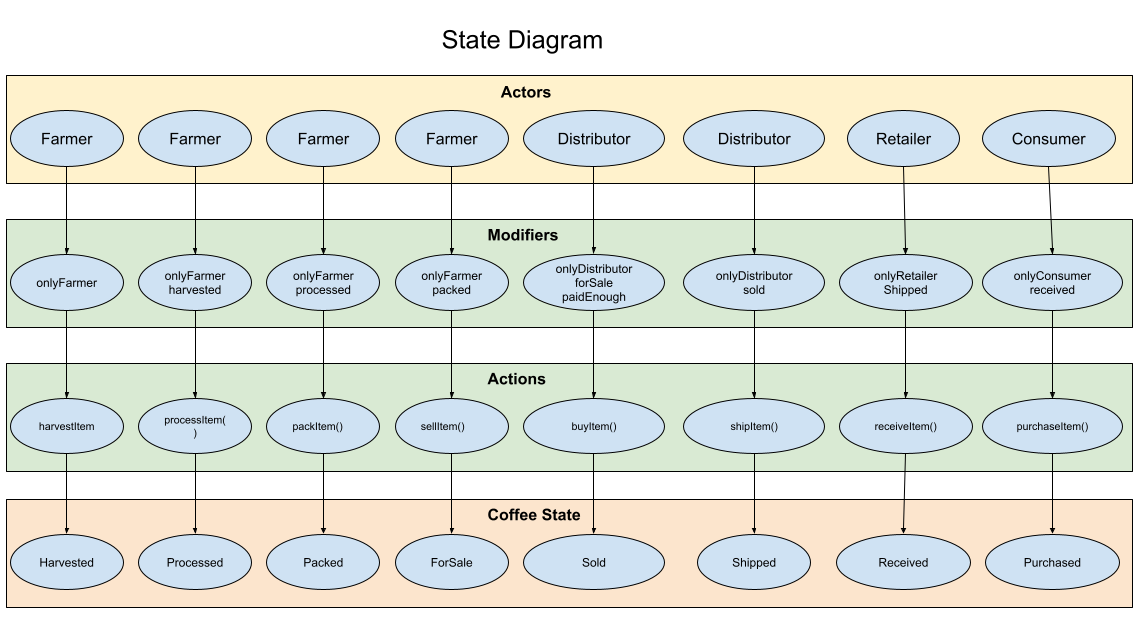 State Diagram
Actors
Farmer
Farmer
Farmer
Farmer
Distributor
Distributor
Retailer
Consumer
Modifiers
onlyFarmer
onlyFarmer
harvested
onlyFarmer
processed
onlyFarmer
packed
onlyDistributor
forSale
paidEnough
onlyDistributor
sold
onlyRetailer
Shipped
onlyConsumer
received
Actions
harvestItem
processItem(
)
packItem()
sellItem()
buyItem()
shipItem()
receiveItem()
purchaseItem()
Coffee State
Harvested
Processed
Packed
ForSale
Sold
Shipped
Received
Purchased